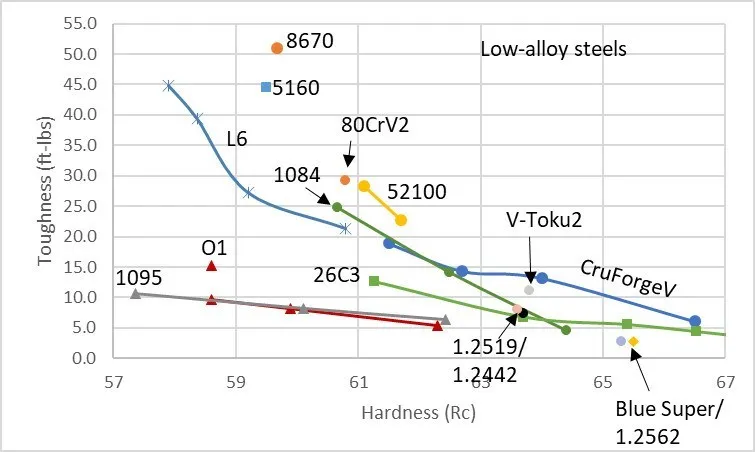 55.0
50.0
45.0
40.0
35.0
30.0
25.0
20.0
15.0
10.0
5.0
0.0
Toughness (ft-lbs)
57
59
61
63
65
67
Hardness (Rc)
Low-alloy steels
8670
5160
L6
80CrV2
1084
52100
V-Toku2
O1
1095
26C3
CruForgeV
1.2519/
1.2442
Blue Super/
1.2562